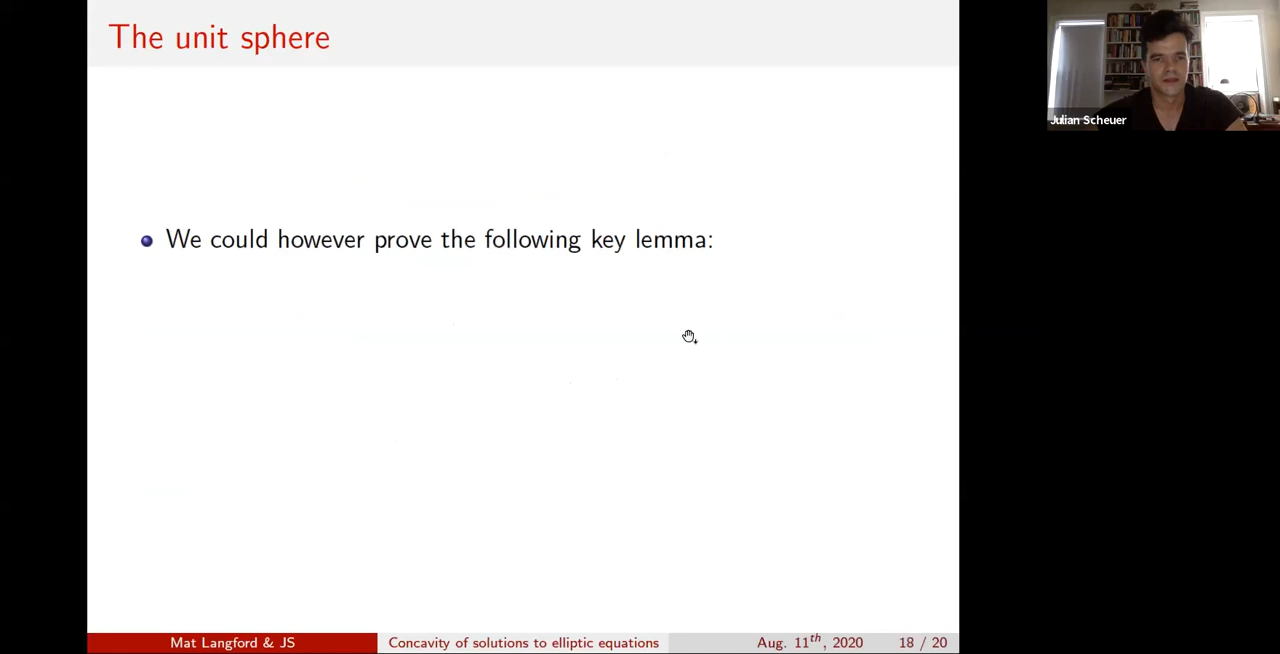 The unit sphere
Julian Scheuer
We could however prove the following key lemma:
Mat Langford & JS
Concavity of solutions to elliptic equations
Aug. 11th, 2020
18 / 20